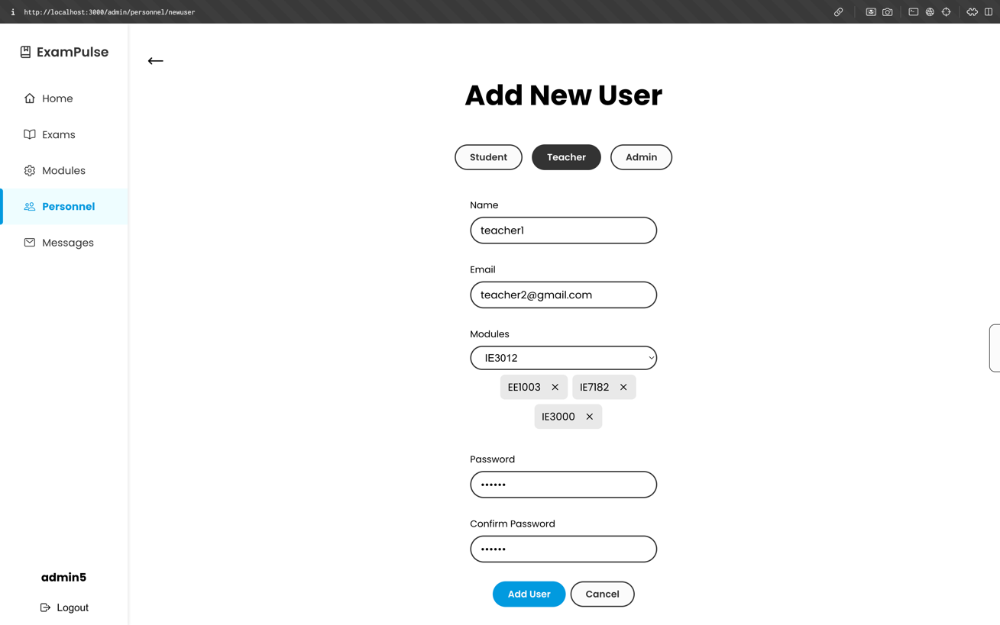 http://localhost:3000/admin/personnel/newuser
ExamPulse
Home
Exams
Modules
Personnel
Messages
admin5
Logout
Add New User
Student Teacher Admin
Name
teacher1
Email
teacher2@gmail.com
Modules
IE3012
EE1003 IE7182
IE3000
Password
••••••
Confirm Password
••••••
Add User Cancel